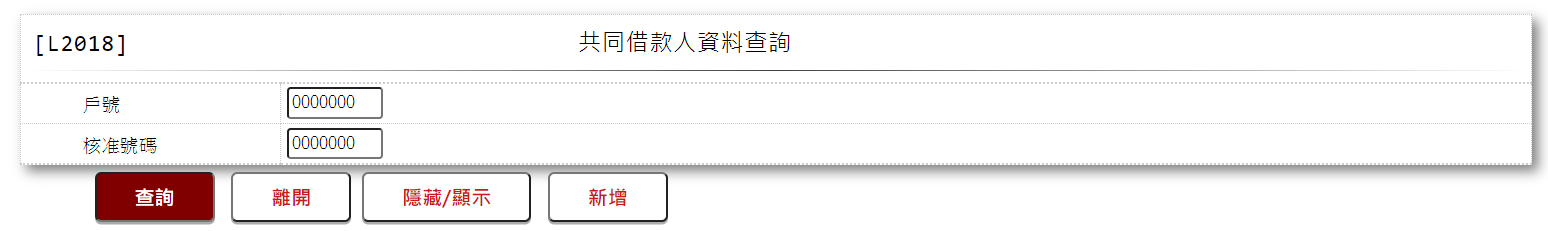 [L2018] 共同借款人資料查詢
戶號 0000000
核准號碼 0000000
查詢 離開 隱藏/顯示 新增